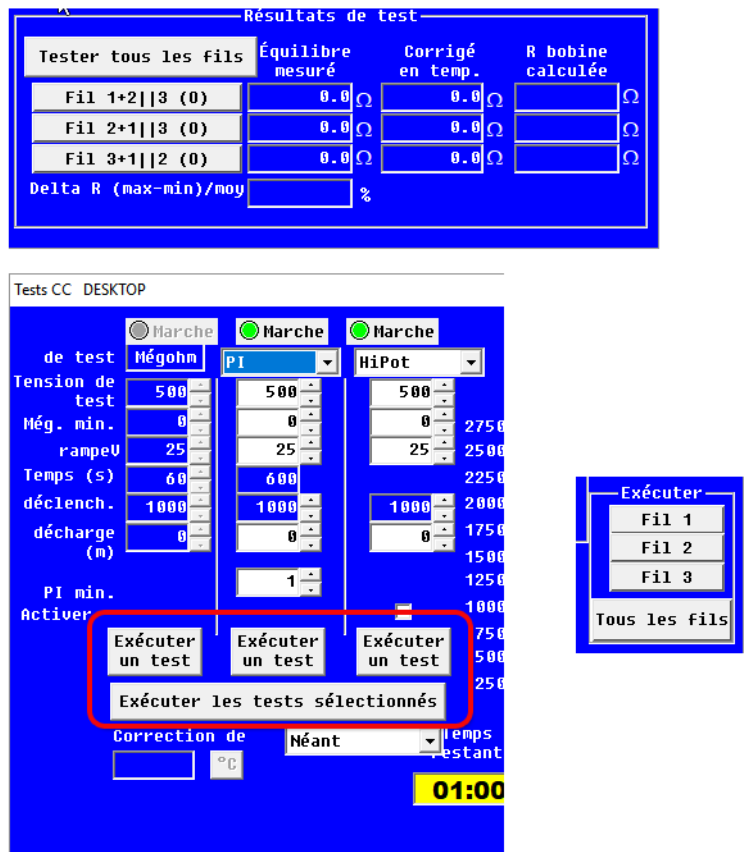 Résultats de test
Tester tous les fils
Équilibre mesuré
Corrigé en temp.
R bobine calculée
Fil 1+2||3 (0) 0.0 Ω 0.0 Ω Ω
Fil 2+1||3 (0) 0.0 Ω 0.0 Ω Ω
Fil 3+1||2 (0) 0.0 Ω 0.0 Ω Ω
Delta R (max-min)/moy %
Tests CC DESKTOP
Marche Marche Marche
de test Mégohm PI HiPot
Tension de test 500 500 500
Még. min. 0 0 0 2750
rampeV 25 25 25 2500
Temps (s) 60 600 2250
déclench. 1000 1000 1000 2000
décharge (m) 0 0 0 1750
1500
PI min. 1 1250
Activer 1000
750
Exécuter un test
Exécuter un test
Exécuter un test
500
250
Exécuter les tests sélectionnés
Correction de Néant
°C
Temps
restant
01:00
Exécuter
Fil 1
Fil 2
Fil 3
Tous les fils